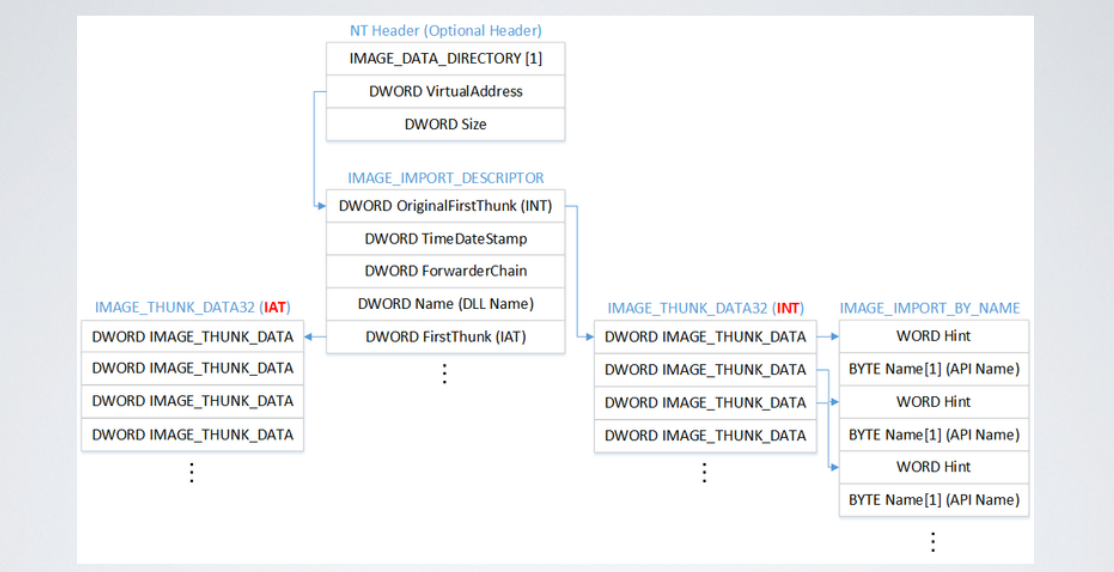 NT Header (Optional Header)
IMAGE_DATA_DIRECTORY [1]
DWORD VirtualAddress
DWORD Size
IMAGE_IMPORT_DESCRIPTOR
DWORD OriginalFirstThunk (INT)
DWORD TimeDateStamp
DWORD ForwarderChain
DWORD Name (DLL Name)
DWORD FirstThunk (IAT)
⋮
IMAGE_THUNK_DATA32 (IAT)
DWORD IMAGE_THUNK_DATA
DWORD IMAGE_THUNK_DATA
DWORD IMAGE_THUNK_DATA
DWORD IMAGE_THUNK_DATA
⋮
IMAGE_THUNK_DATA32 (INT)
DWORD IMAGE_THUNK_DATA
DWORD IMAGE_THUNK_DATA
DWORD IMAGE_THUNK_DATA
DWORD IMAGE_THUNK_DATA
⋮
IMAGE_IMPORT_BY_NAME
WORD Hint
BYTE Name[1] (API Name)
WORD Hint
BYTE Name[1] (API Name)
WORD Hint
BYTE Name[1] (API Name)
⋮